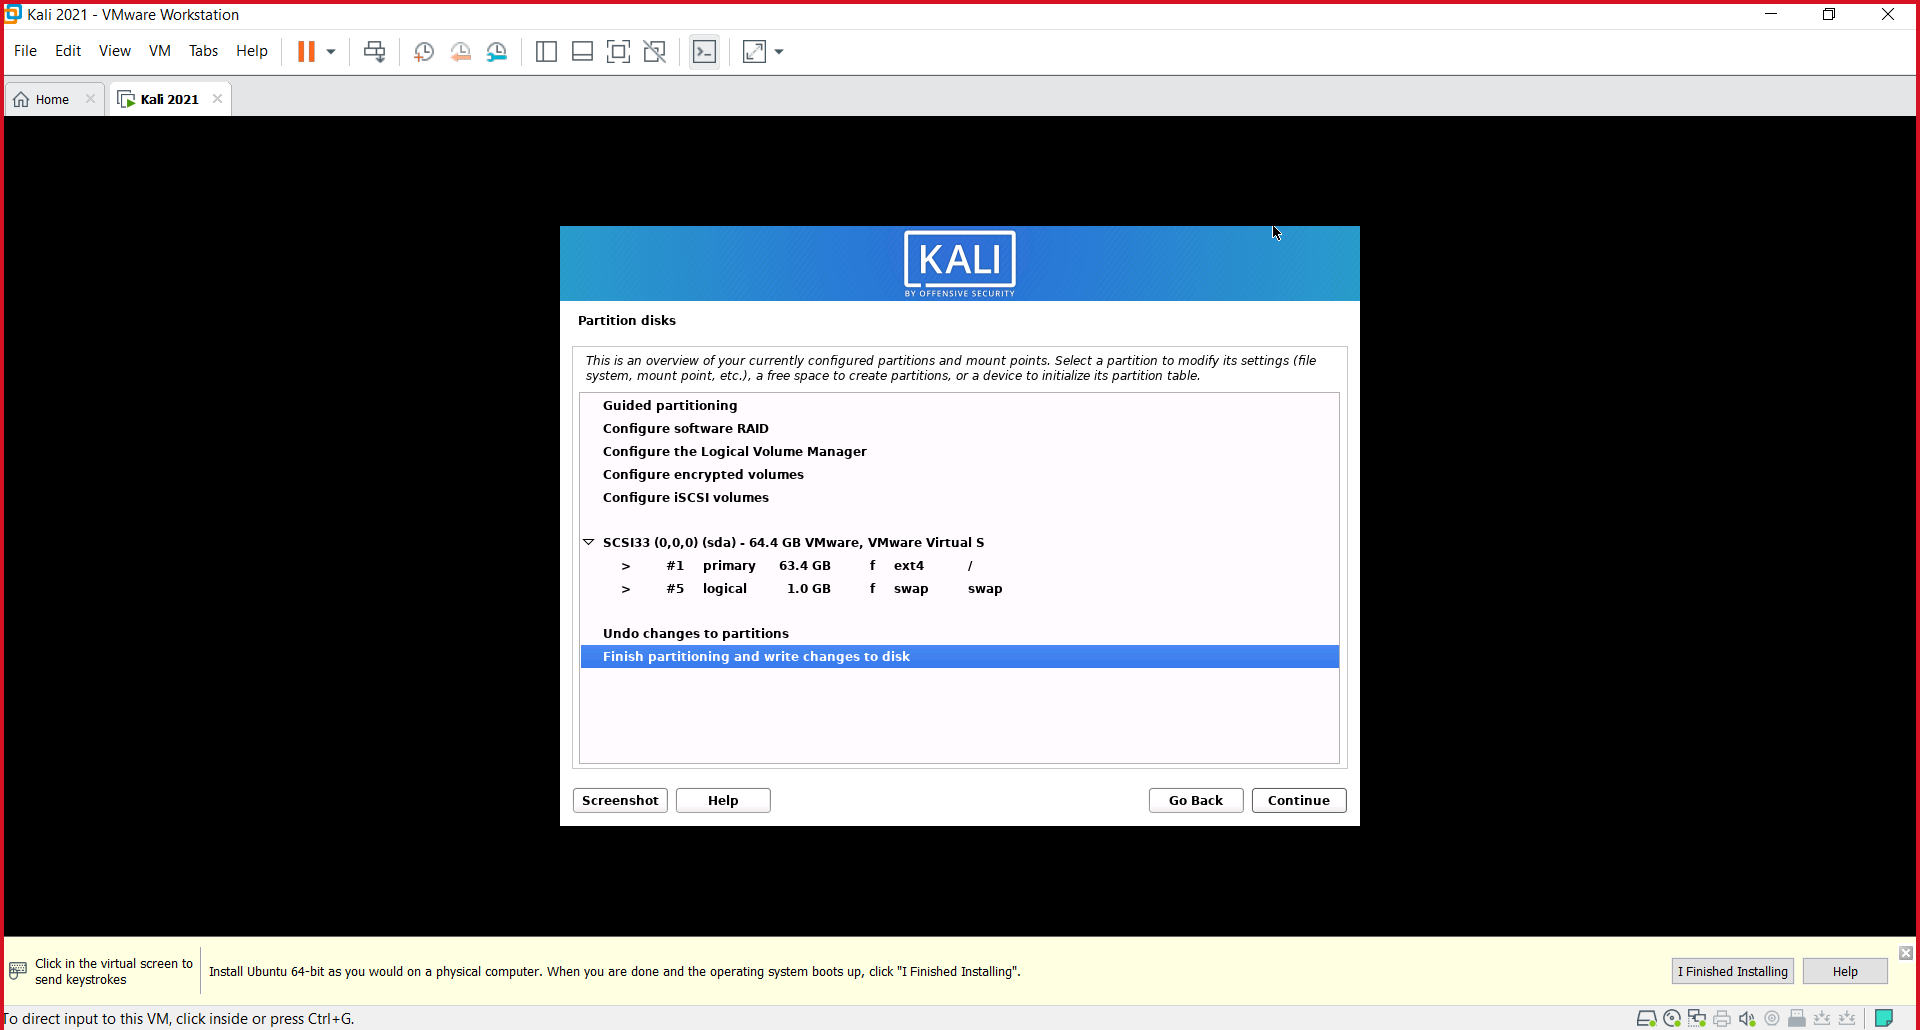 Kali 2021 - VMware Workstation
File Edit View VM Tabs Help
Home Kali 2021
KALI
BY OFFENSIVE SECURITY
Partition disks
This is an overview of your currently configured partitions and mount points. Select a partition to modify its settings (file
system, mount point, etc.), a free space to create partitions, or a device to initialize its partition table.
Guided partitioning
Configure software RAID
Configure the Logical Volume Manager
Configure encrypted volumes
Configure iSCSI volumes
SCSI33 (0,0,0) (sda) - 64.4 GB VMware, VMware Virtual S
> #1 primary 63.4 GB f ext4 /
> #5 logical 1.0 GB f swap swap
Undo changes to partitions
Finish partitioning and write changes to disk
Screenshot Help Go Back Continue
Click in the virtual screen to
send keystrokes
Install Ubuntu 64-bit as you would on a physical computer. When you are done and the operating system boots up, click "I Finished Installing".
I Finished Installing Help
To direct input to this VM, click inside or press Ctrl+G.